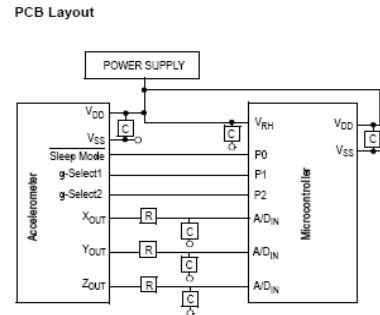 PCB Layout
POWER SUPPLY
Accelerometer
VDD
C
VSS
Sleep Mode
g-Select1
g-Select2
XOUT
R
C
YOUT
R
C
ZOUT
R
C
VRH
C
P0
P1
P2
A/DIN
A/DIN
A/DIN
Microcontroller
VDD
C
VSS